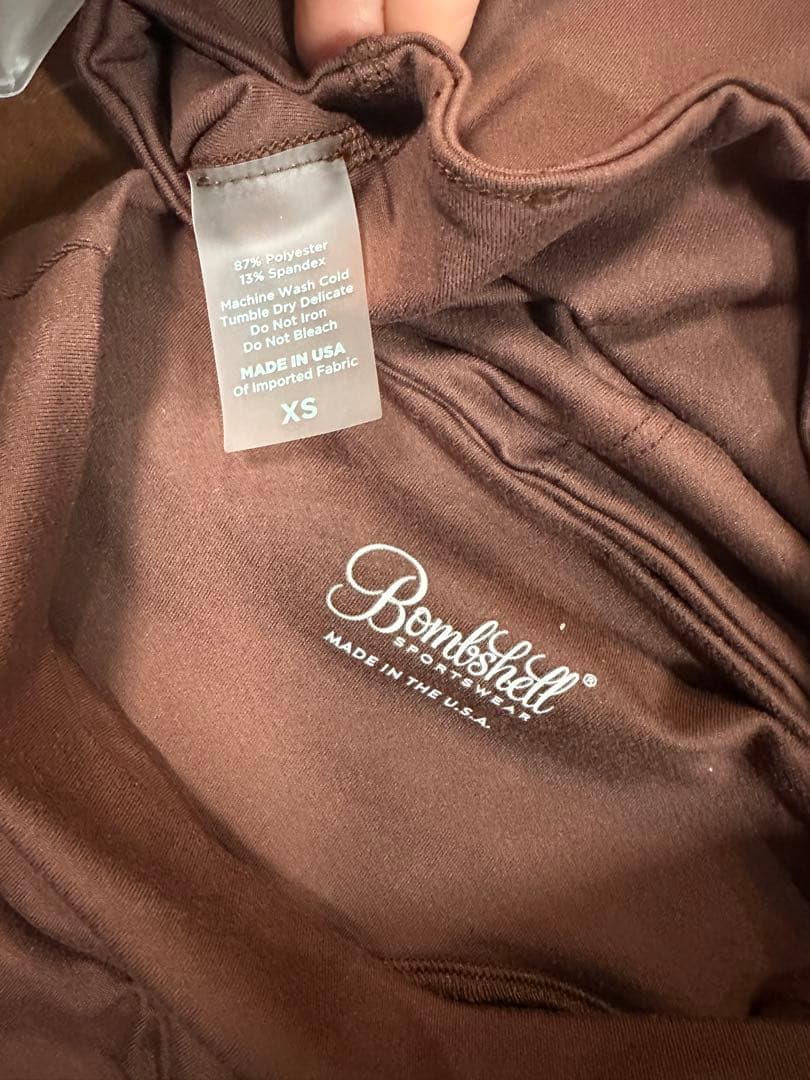 87% Polyester
13% Spandex
Machine Wash Cold
Tumble Dry Delicate
Do Not Iron
Do Not Bleach
MADE IN USA
Of Imported Fabric
XS
Bombshell®
SPORTSWEAR
MADE IN THE U.S.A.